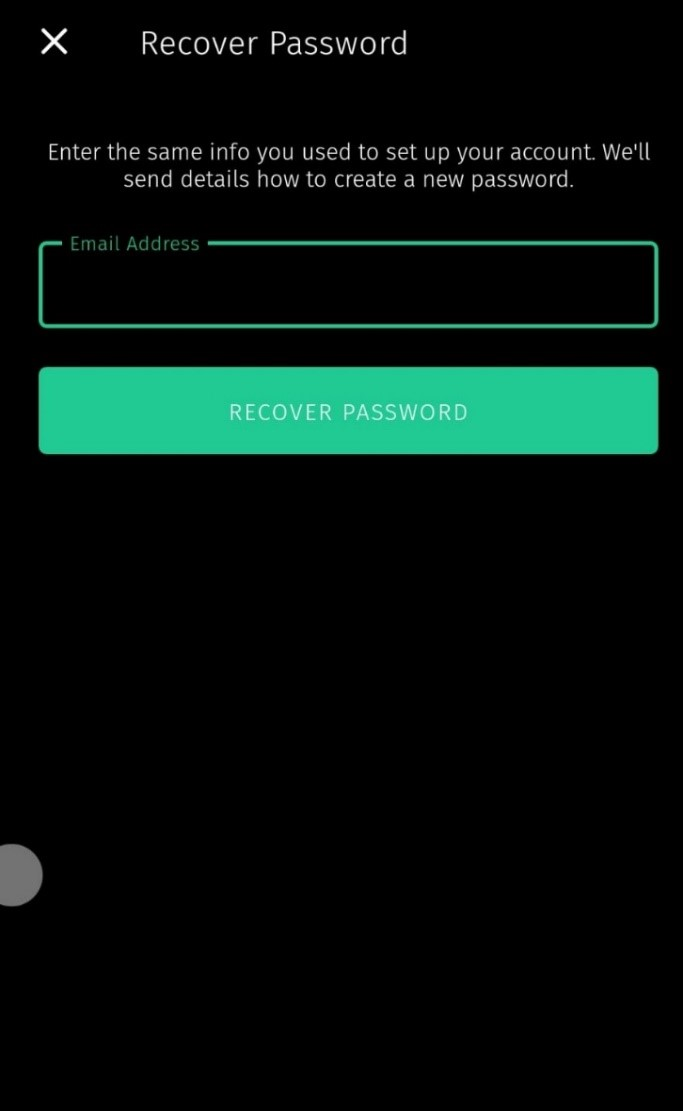 Recover Password
Enter the same info you used to set up your account. We'll
send details how to create a new password.
Email Address
RECOVER PASSWORD